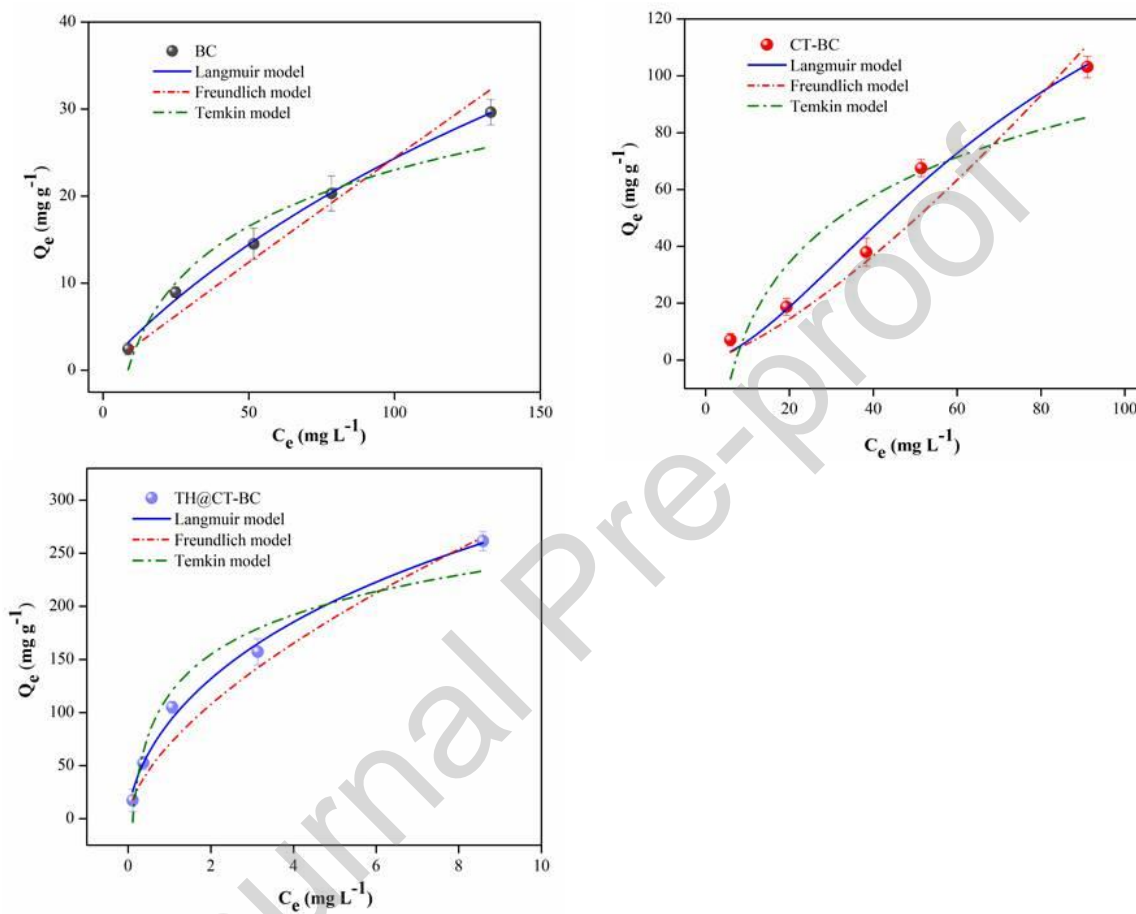 40
30
20
10
0
Qe (mg g-1)
BC
Langmuir model
Freundlich model
Temkin model
0 50 100 150
Ce (mg L-1)
120
100
80
60
40
20
0
Qe (mg g-1)
CT-BC
Langmuir model
Freundlich model
Temkin model
0 20 40 60 80 100
Ce (mg L-1)
300
250
200
150
100
50
0
Qe (mg g-1)
TH@CT-BC
Langmuir model
Freundlich model
Temkin model
0 2 4 6 8 10
Ce (mg L-1)
urnal Pre-proof